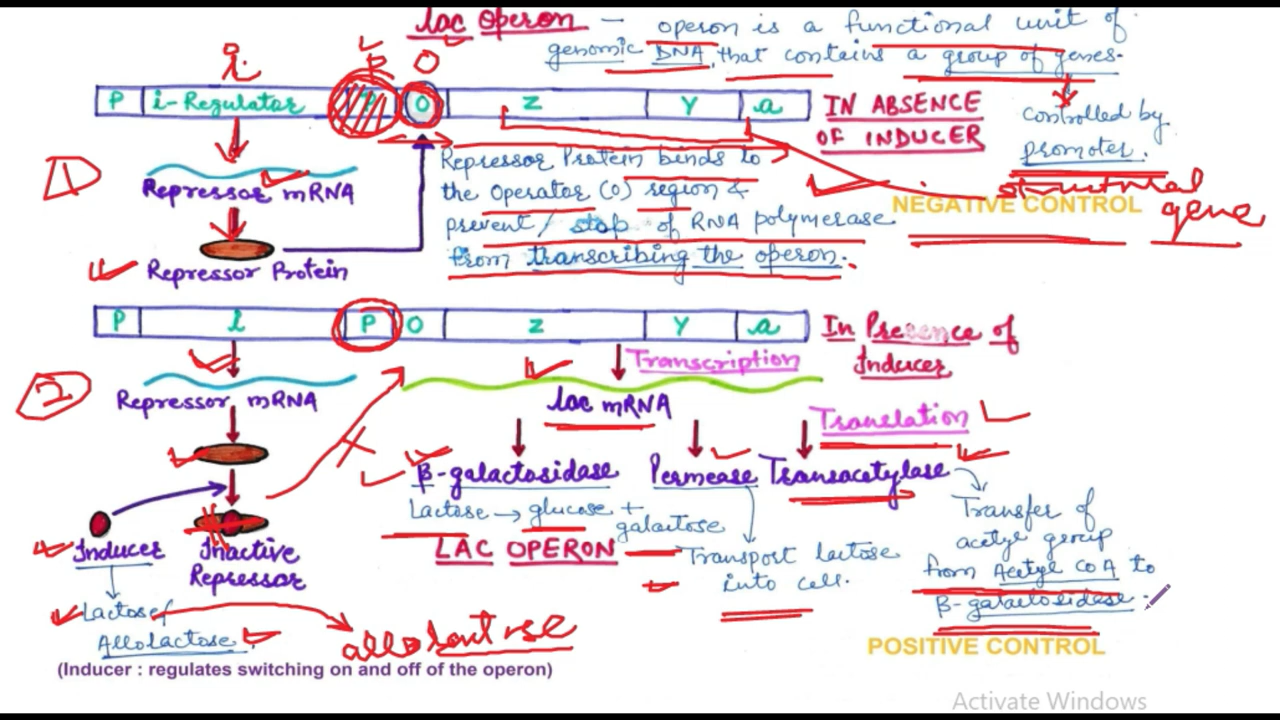 lac Operon - operon is a functional unit of
genomic DNA, that contains a group of genes.
i P O
P i-Regulator P O Z Y a
IN ABSENCE
OF INDUCER
Controlled by
promoter.
1
Repressor mRNA
Repressor Protein
Repressor Protein binds to
the Operator (O) region &
prevent / stop of RNA polymerase
from transcribing the operon.
NEGATIVE CONTROL
structural
gene
P i P O Z Y a
In Presence of
Inducer
2
Transcription
Repressor mRNA
lac mRNA
Translation
β-galactosidase Permease Transacetylase
Lactose → glucose +
galactose
LAC OPERON
Transport lactose
into cell.
Transfer of
acetyl group
from Acetyl CoA to
β-galactosidase.
Inducer
Inactive
Repressor
Lactose/
Allolactose
allolactose
POSITIVE CONTROL
(Inducer : regulates switching on and off of the operon)
Activate Windows